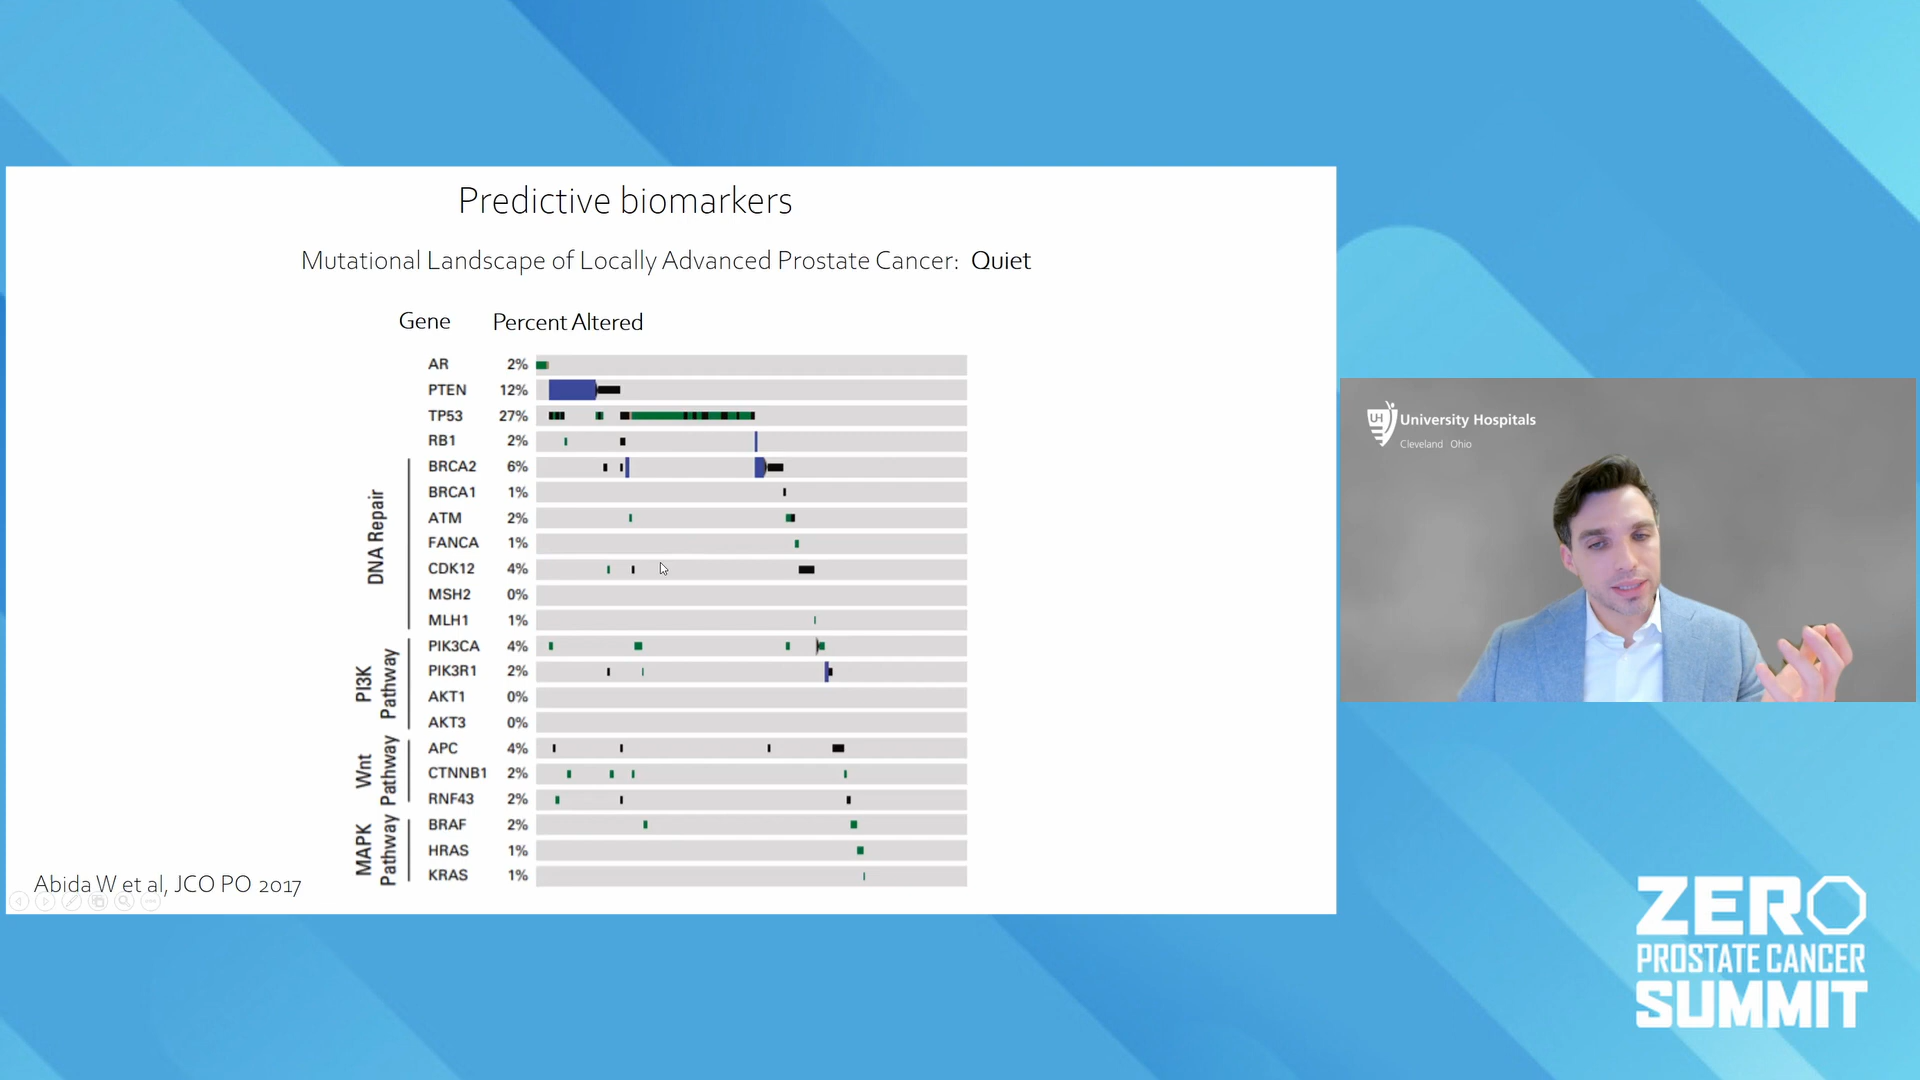 Predictive biomarkers
Mutational Landscape of Locally Advanced Prostate Cancer: Quiet
Gene Percent Altered
AR 2%
PTEN 12%
TP53 27%
RB1 2%
DNA Repair
BRCA2 6%
BRCA1 1%
ATM 2%
FANCA 1%
CDK12 4%
MSH2 0%
MLH1 1%
PI3K
Pathway
PIK3CA 4%
PIK3R1 2%
AKT1 0%
AKT3 0%
Wnt
Pathway
APC 4%
CTNNB1 2%
RNF43 2%
MAPK
Pathway
BRAF 2%
HRAS 1%
KRAS 1%
Abida W et al, JCO PO 2017
UH University Hospitals
Cleveland Ohio
ZERO
PROSTATE CANCER
SUMMIT